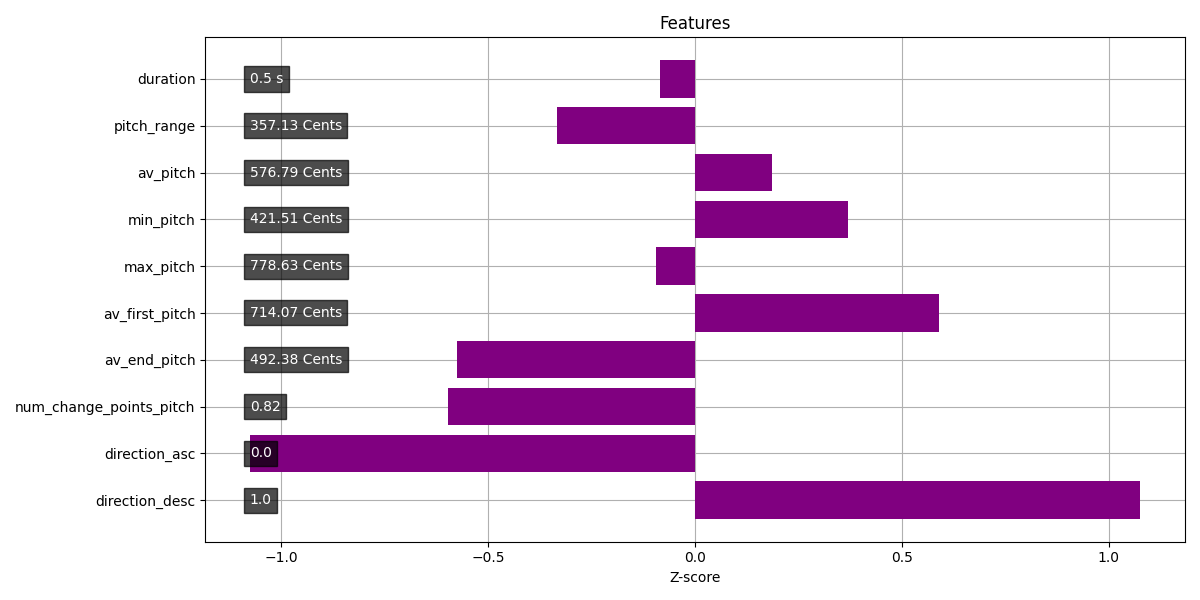 Features
duration 0.5 s
pitch_range 357.13 Cents
av_pitch 576.79 Cents
min_pitch 421.51 Cents
max_pitch 778.63 Cents
av_first_pitch 714.07 Cents
av_end_pitch 492.38 Cents
num_change_points_pitch 0.82
direction_asc 0.0
direction_desc 1.0
−1.0 −0.5 0.0 0.5 1.0
Z-score